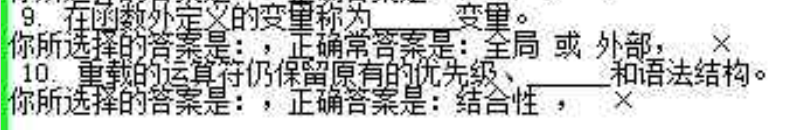 9. 在函数外定义的变量称为______变量。
你所选择的答案是：，正确常答案是：全局 或 外部， ×
10. 重载的运算符仍保留原有的优先级、______和语法结构。
你所选择的答案是：，正确答案是：结合性 ， ×